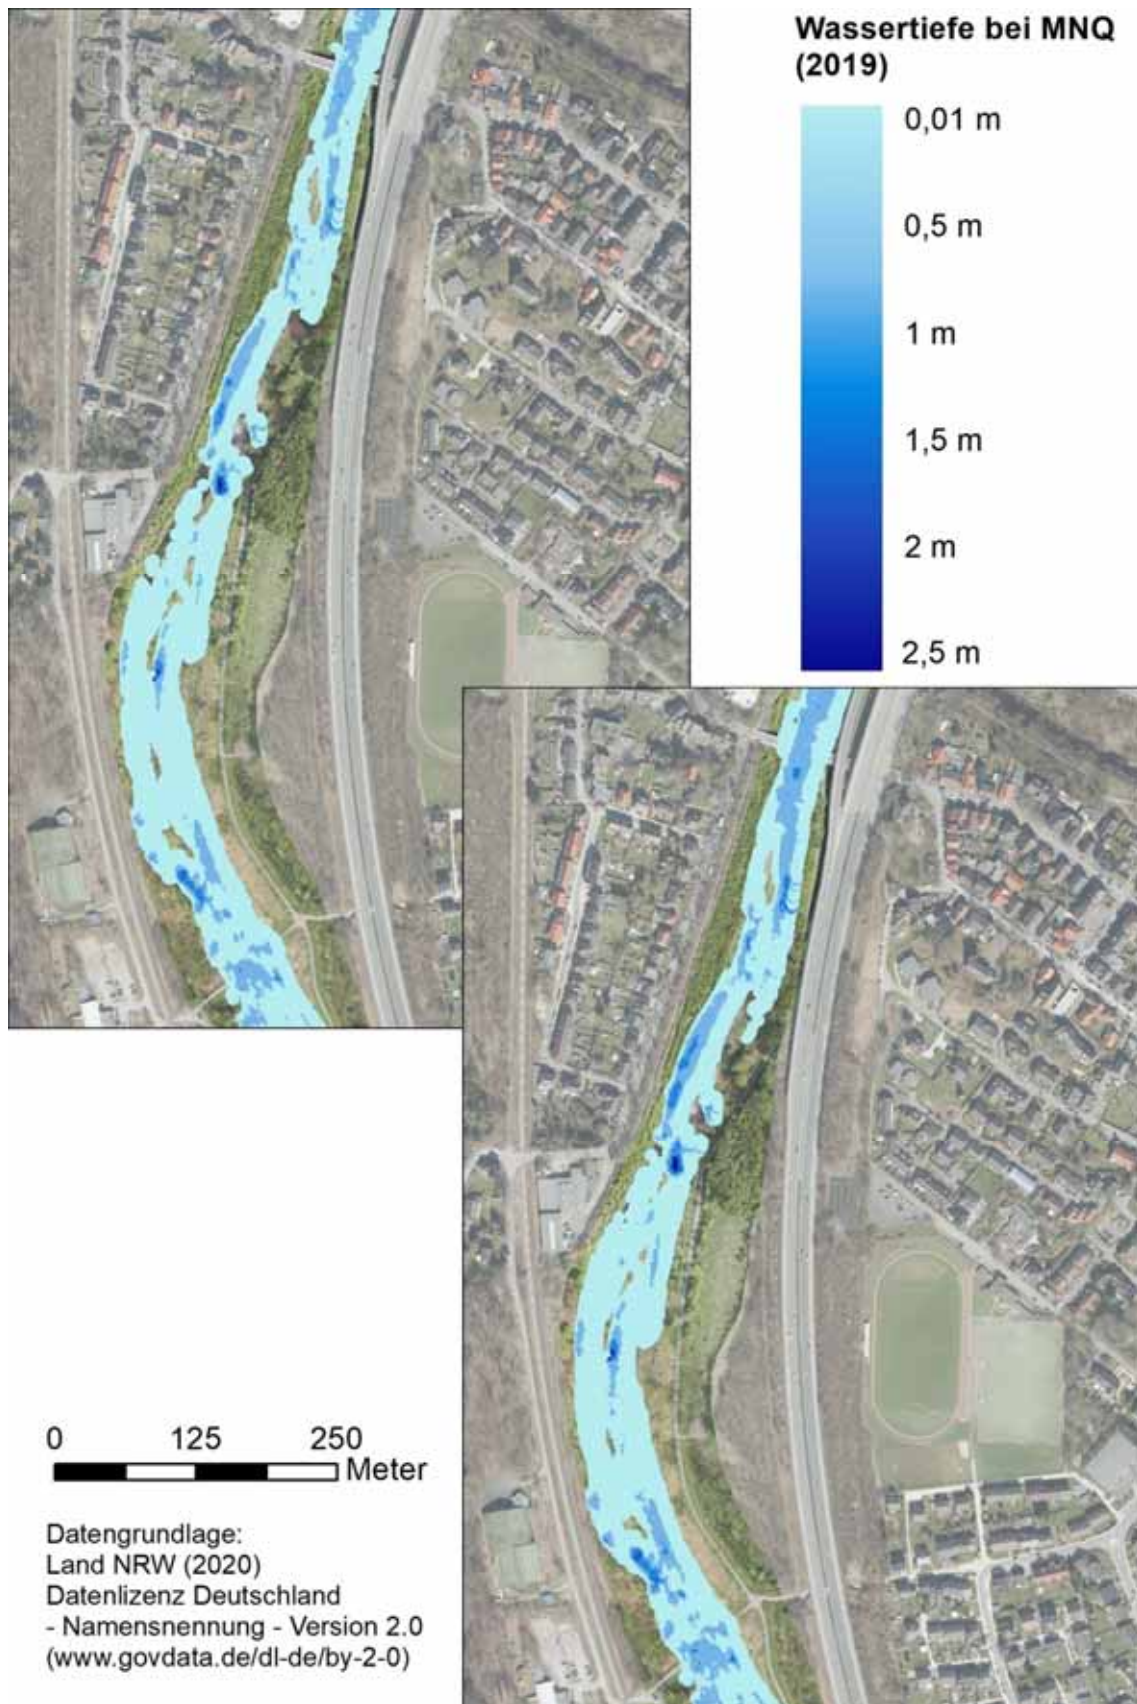 Wassertiefe bei MNQ
(2019)
0,01 m
0,5 m
1 m
1,5 m
2 m
2,5 m
0 125 250
Meter
Datengrundlage:
Land NRW (2020)
Datenlizenz Deutschland
- Namensnennung - Version 2.0
(www.govdata.de/dl-de/by-2-0)